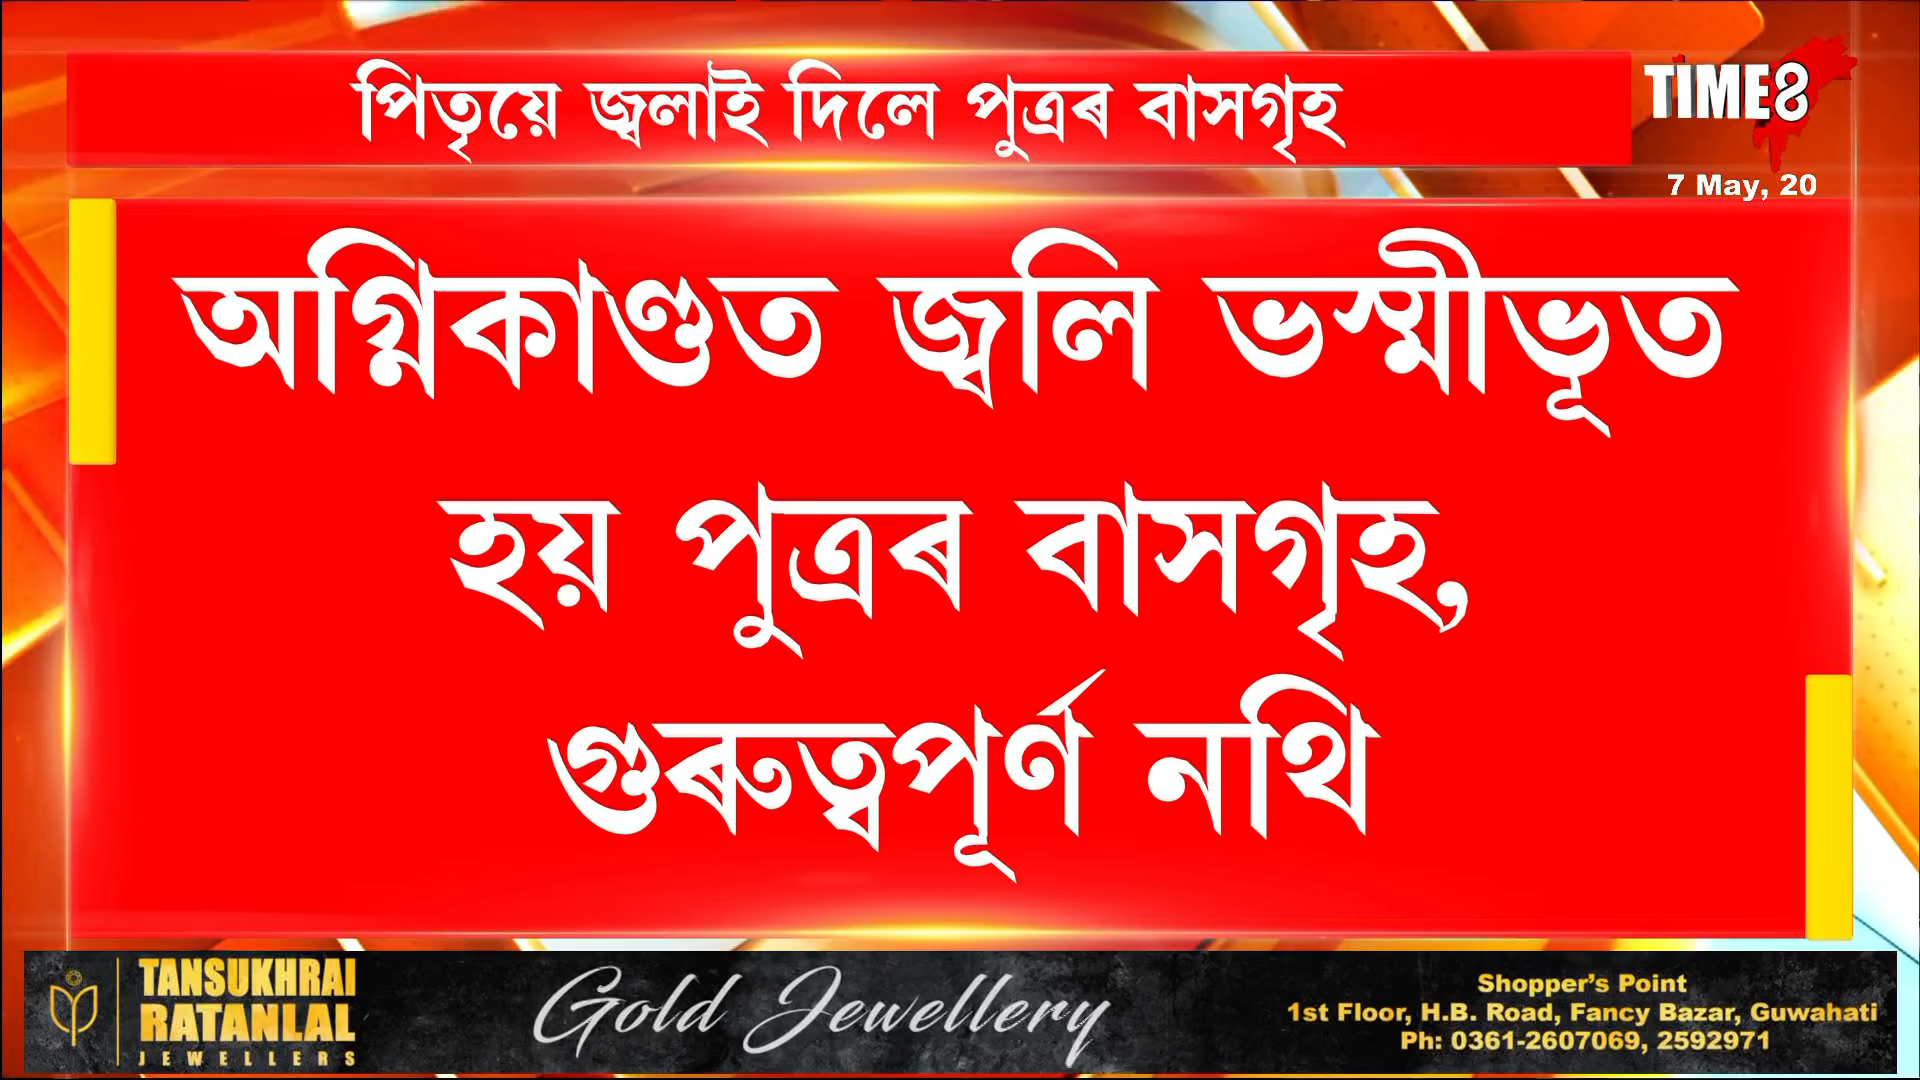 পিতৃয়ে জ্বলাই দিলে পুত্ৰৰ বাসগৃহ
TIME8
7 May, 20
অগ্নিকাণ্ডত জ্বলি ভস্মীভূত
হয় পুত্ৰৰ বাসগৃহ,
গুৰুত্বপূৰ্ণ নথি
TANSUKHRAI
RATANLAL
JEWELLERS
Gold Jewellery
Shopper's Point
1st Floor, H.B. Road, Fancy Bazar, Guwahati
Ph: 0361-2607069, 2592971